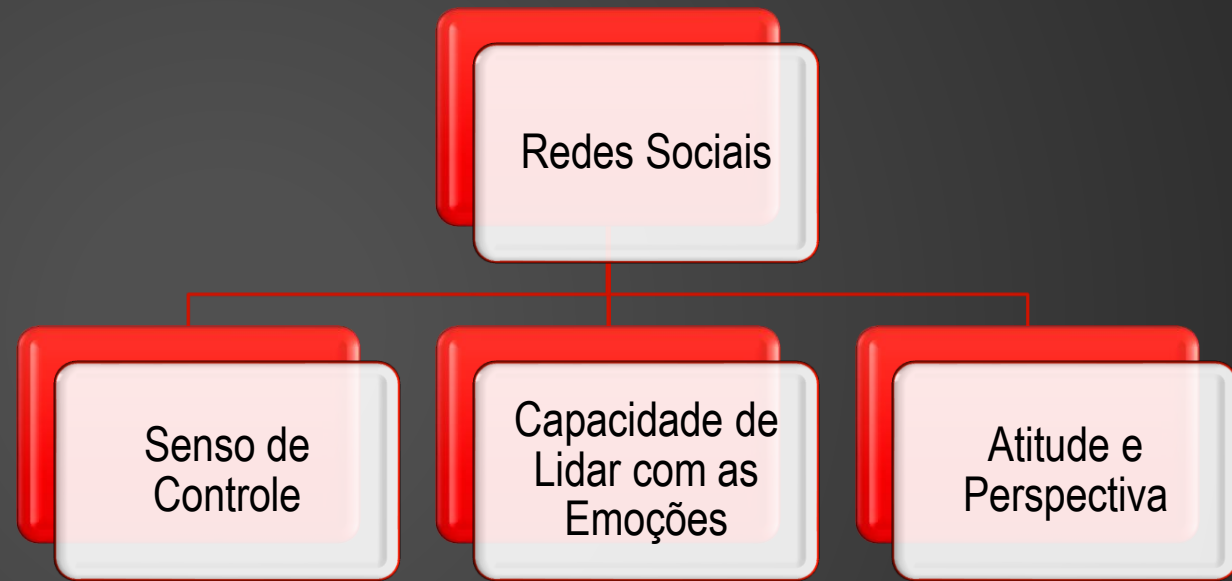 Redes Sociais
Senso de
Controle
Capacidade de
Lidar com as
Emoções
Atitude e
Perspectiva